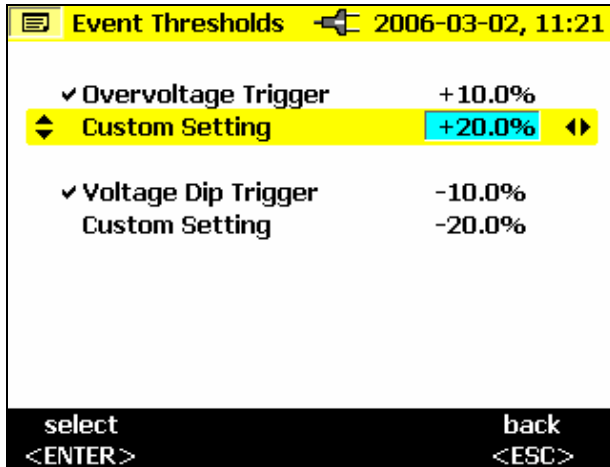 Event Thresholds 2006-03-02, 11:21
Overvoltage Trigger +10.0%
Custom Setting +20.0%
Voltage Dip Trigger -10.0%
Custom Setting -20.0%
select back
<ENTER> <ESC>